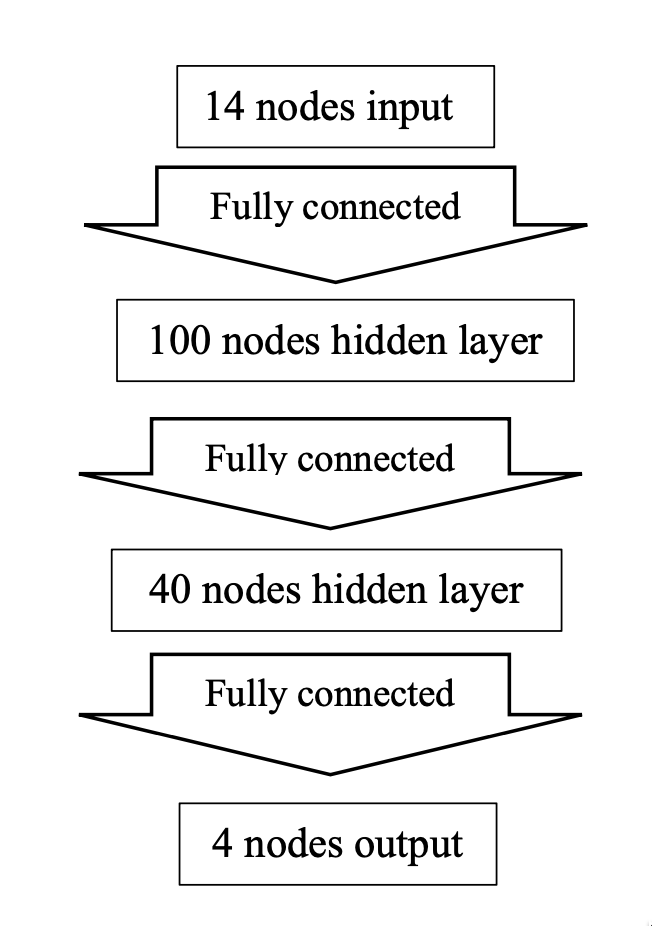 14 nodes input
Fully connected
100 nodes hidden layer
Fully connected
40 nodes hidden layer
Fully connected
4 nodes output